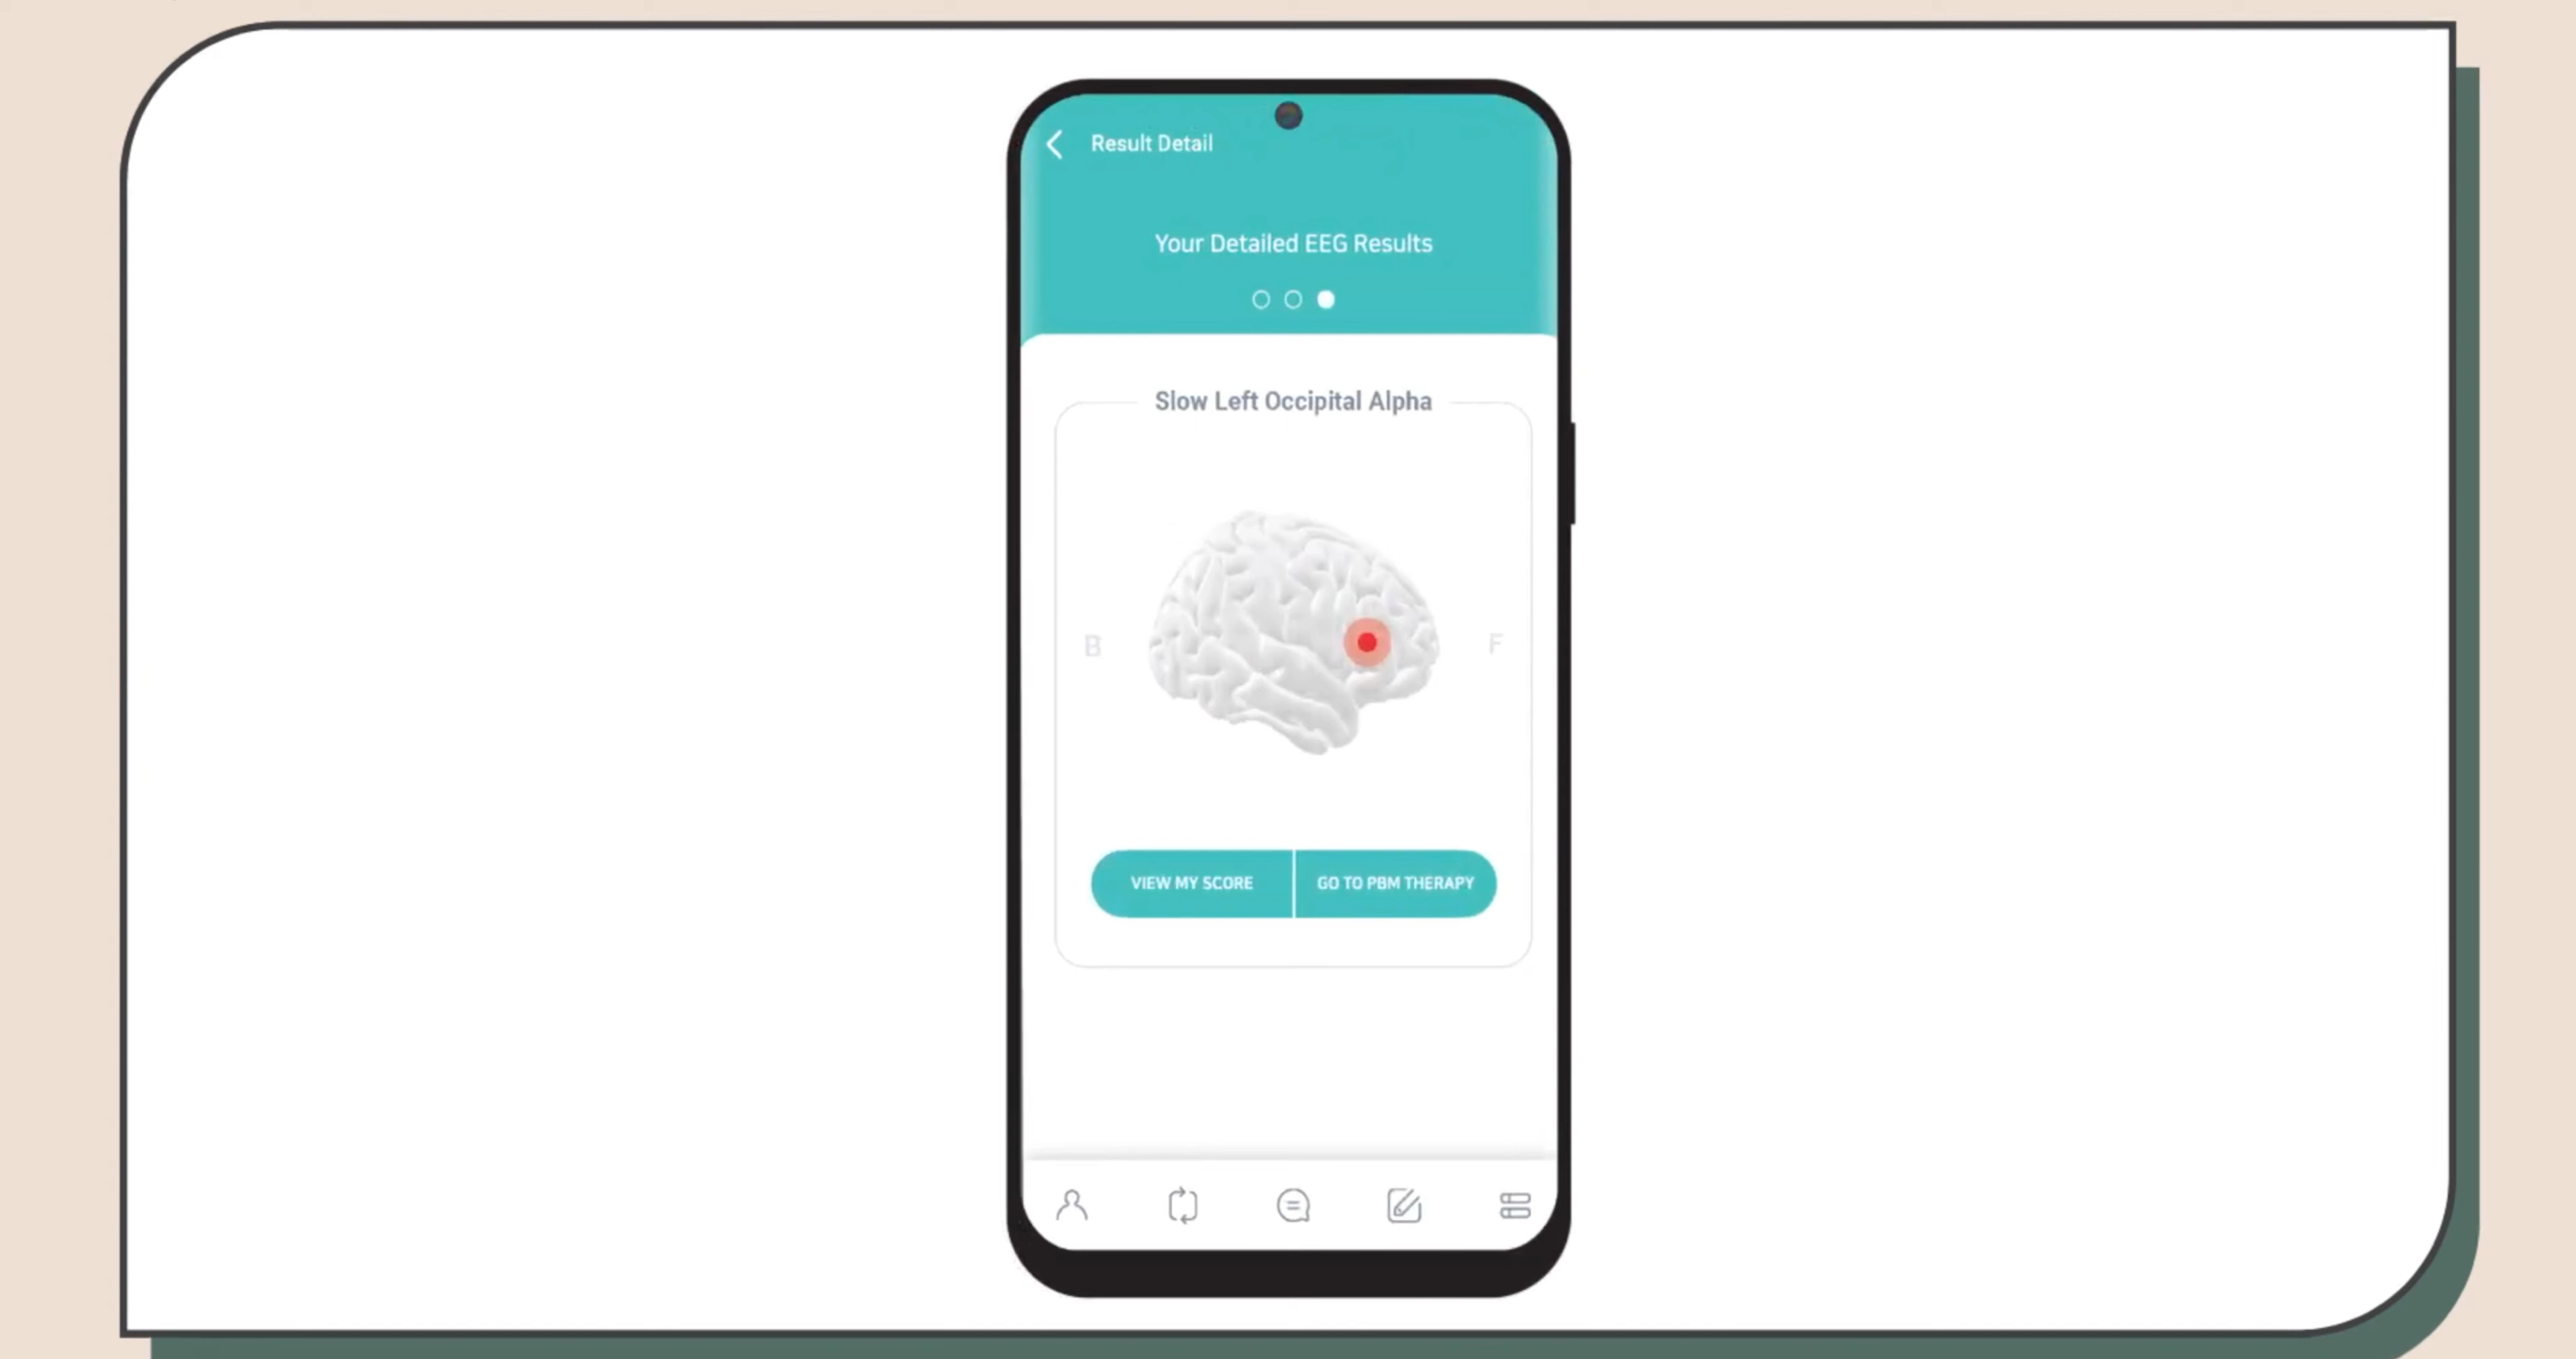 Result Detail
Your Detailed EEG Results
Slow Left Occipital Alpha
B
F
VIEW MY SCORE
GO TO PBM THERAPY